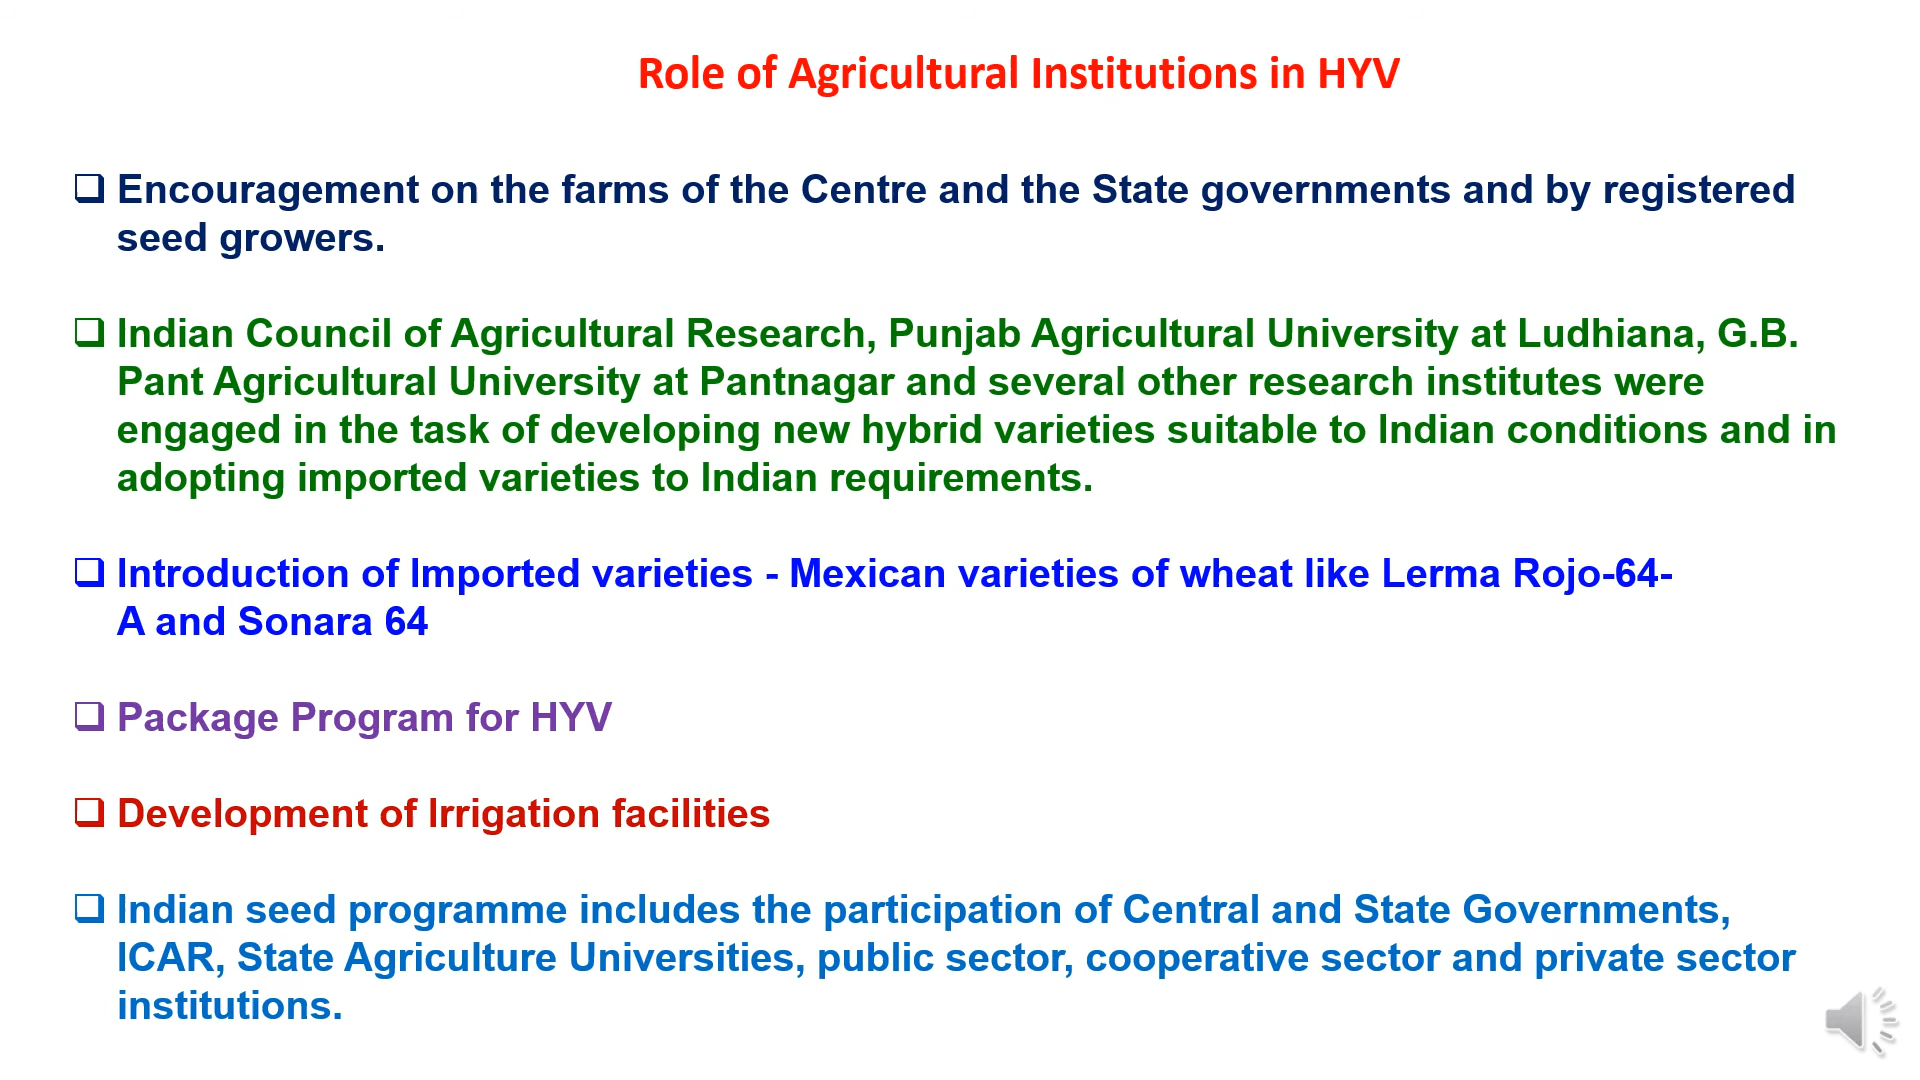 Role of Agricultural Institutions in HYV
Encouragement on the farms of the Centre and the State governments and by registered
seed growers.
Indian Council of Agricultural Research, Punjab Agricultural University at Ludhiana, G.B.
Pant Agricultural University at Pantnagar and several other research institutes were
engaged in the task of developing new hybrid varieties suitable to Indian conditions and in
adopting imported varieties to Indian requirements.
Introduction of Imported varieties - Mexican varieties of wheat like Lerma Rojo-64-
A and Sonara 64
Package Program for HYV
Development of Irrigation facilities
Indian seed programme includes the participation of Central and State Governments,
ICAR, State Agriculture Universities, public sector, cooperative sector and private sector
institutions.